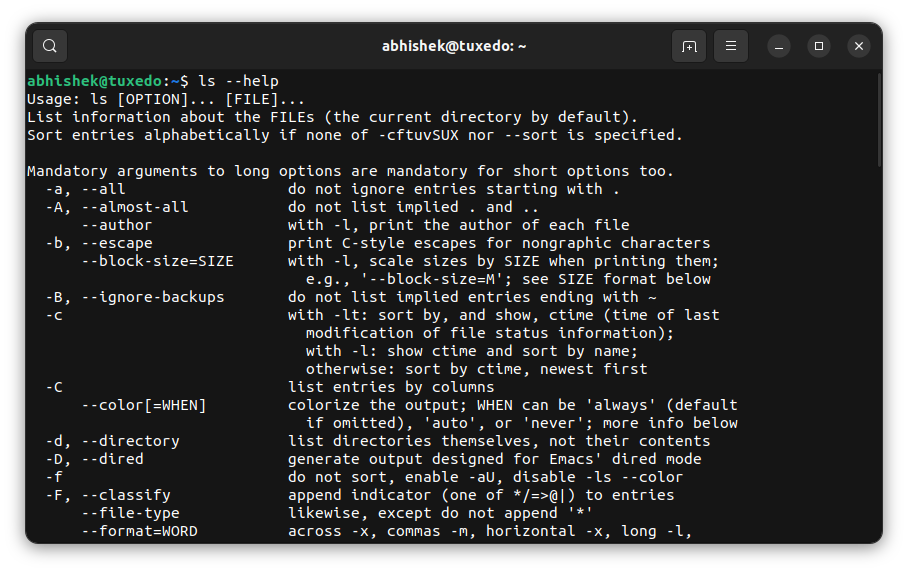 abhishek@tuxedo: ~
abhishek@tuxedo:~$ ls --help
Usage: ls [OPTION]... [FILE]...
List information about the FILEs (the current directory by default).
Sort entries alphabetically if none of -cftuvSUX nor --sort is specified.

Mandatory arguments to long options are mandatory for short options too.
  -a, --all                  do not ignore entries starting with .
  -A, --almost-all           do not list implied . and ..
      --author               with -l, print the author of each file
  -b, --escape               print C-style escapes for nongraphic characters
      --block-size=SIZE      with -l, scale sizes by SIZE when printing them;
                               e.g., '--block-size=M'; see SIZE format below
  -B, --ignore-backups       do not list implied entries ending with ~
  -c                         with -lt: sort by, and show, ctime (time of last
                               modification of file status information);
                               with -l: show ctime and sort by name;
                               otherwise: sort by ctime, newest first
  -C                         list entries by columns
      --color[=WHEN]         colorize the output; WHEN can be 'always' (default
                               if omitted), 'auto', or 'never'; more info below
  -d, --directory            list directories themselves, not their contents
  -D, --dired                generate output designed for Emacs' dired mode
  -f                         do not sort, enable -aU, disable -ls --color
  -F, --classify             append indicator (one of */=>@|) to entries
      --file-type            likewise, except do not append '*'
      --format=WORD          across -x, commas -m, horizontal -x, long -l,